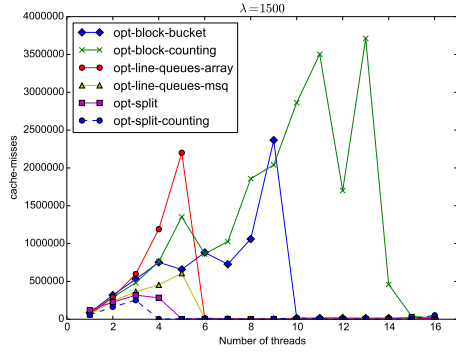 λ=1500
4000000
3500000
3000000
2500000
2000000
1500000
1000000
500000
0
cache-misses
opt-block-bucket
opt-block-counting
opt-line-queues-array
opt-line-queues-msq
opt-split
opt-split-counting
0 2 4 6 8 10 12 14 16
Number of threads